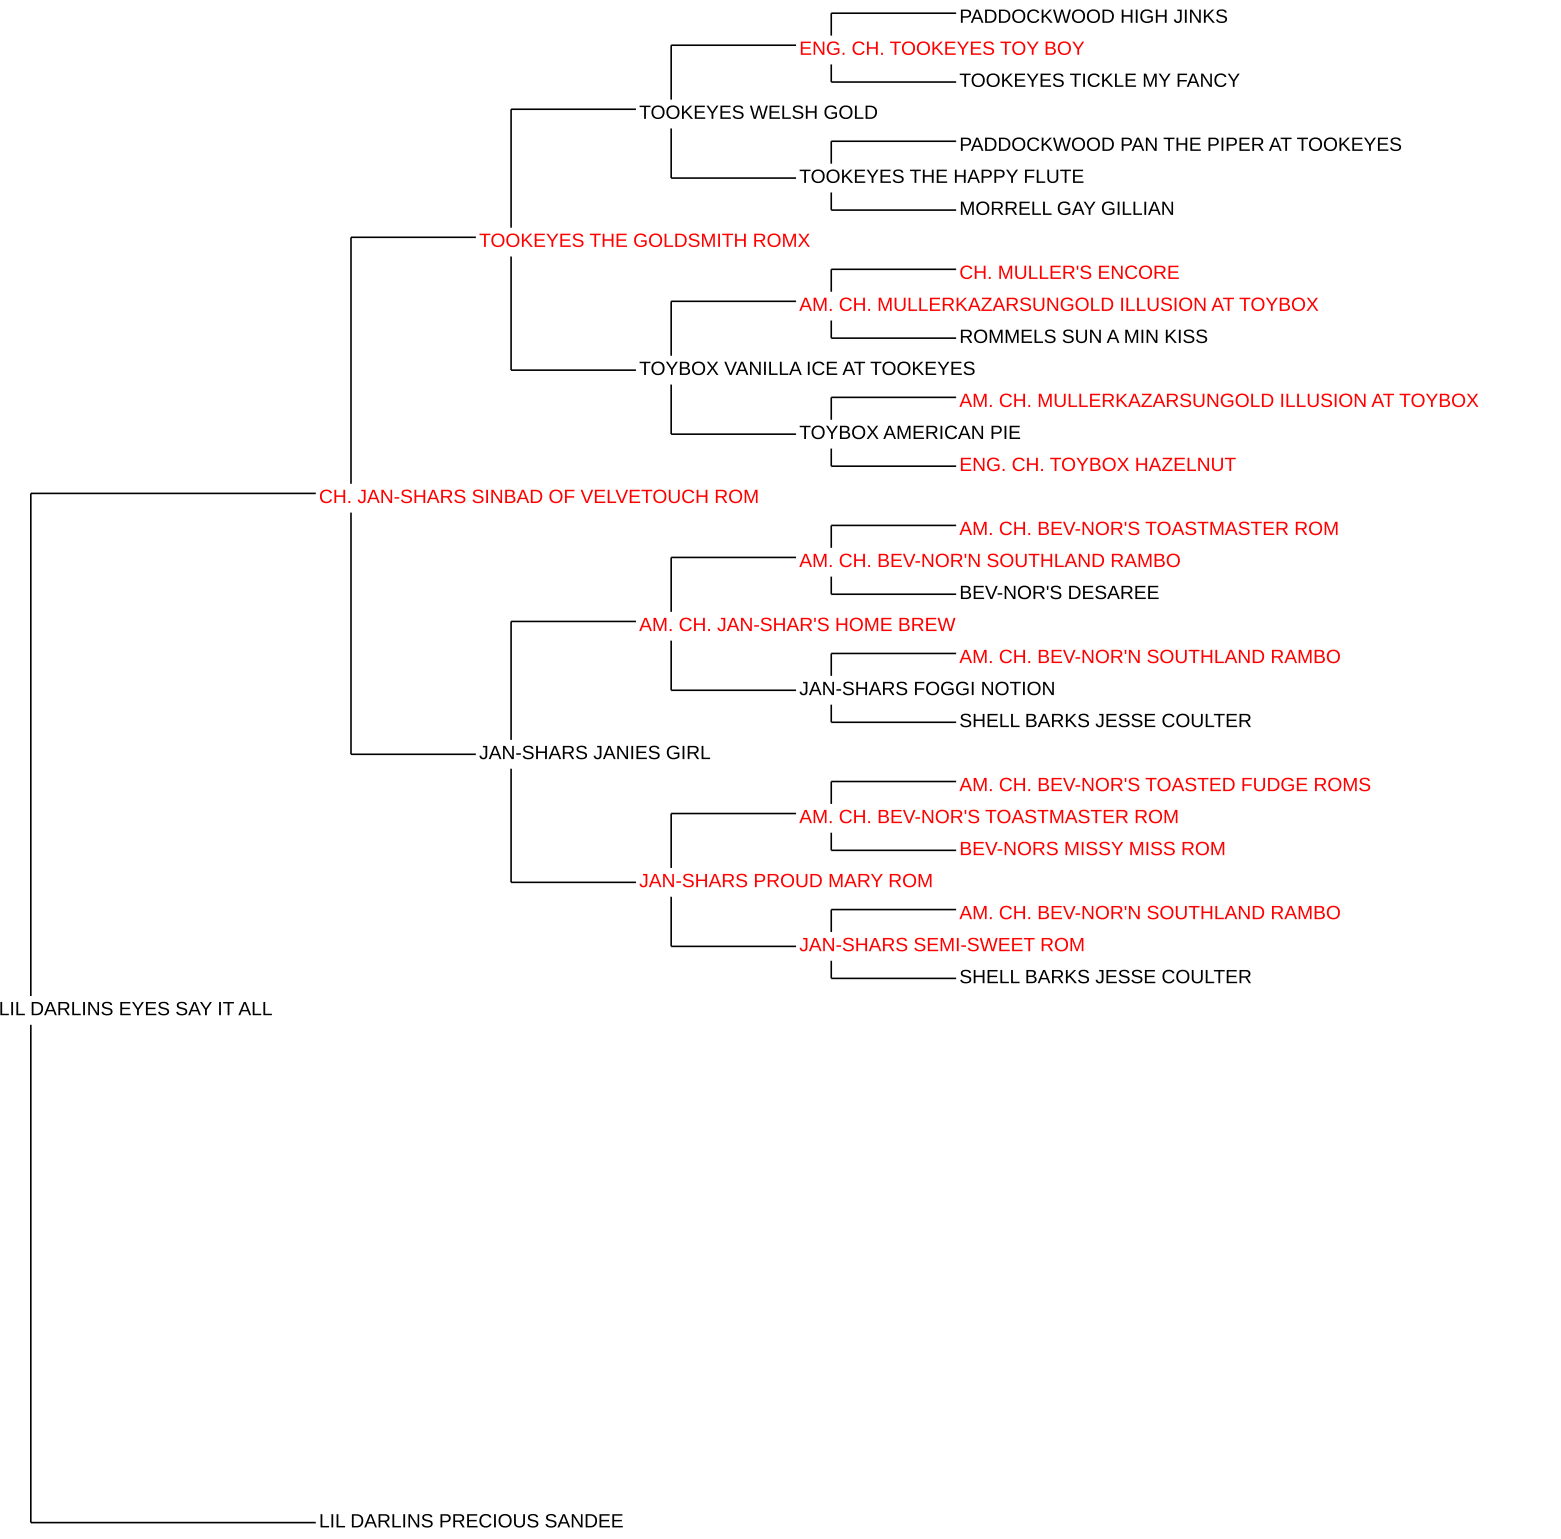 PADDOCKWOOD HIGH JINKS
ENG. CH. TOOKEYES TOY BOY
TOOKEYES TICKLE MY FANCY
TOOKEYES WELSH GOLD
PADDOCKWOOD PAN THE PIPER AT TOOKEYES
TOOKEYES THE HAPPY FLUTE
MORRELL GAY GILLIAN
TOOKEYES THE GOLDSMITH ROMX
CH. MULLER'S ENCORE
AM. CH. MULLERKAZARSUNGOLD ILLUSION AT TOYBOX
ROMMELS SUN A MIN KISS
TOYBOX VANILLA ICE AT TOOKEYES
AM. CH. MULLERKAZARSUNGOLD ILLUSION AT TOYBOX
TOYBOX AMERICAN PIE
ENG. CH. TOYBOX HAZELNUT
CH. JAN-SHARS SINBAD OF VELVETOUCH ROM
AM. CH. BEV-NOR'S TOASTMASTER ROM
AM. CH. BEV-NOR'N SOUTHLAND RAMBO
BEV-NOR'S DESAREE
AM. CH. JAN-SHAR'S HOME BREW
AM. CH. BEV-NOR'N SOUTHLAND RAMBO
JAN-SHARS FOGGI NOTION
SHELL BARKS JESSE COULTER
JAN-SHARS JANIES GIRL
AM. CH. BEV-NOR'S TOASTED FUDGE ROMS
AM. CH. BEV-NOR'S TOASTMASTER ROM
BEV-NORS MISSY MISS ROM
JAN-SHARS PROUD MARY ROM
AM. CH. BEV-NOR'N SOUTHLAND RAMBO
JAN-SHARS SEMI-SWEET ROM
SHELL BARKS JESSE COULTER
LIL DARLINS EYES SAY IT ALL
LIL DARLINS PRECIOUS SANDEE